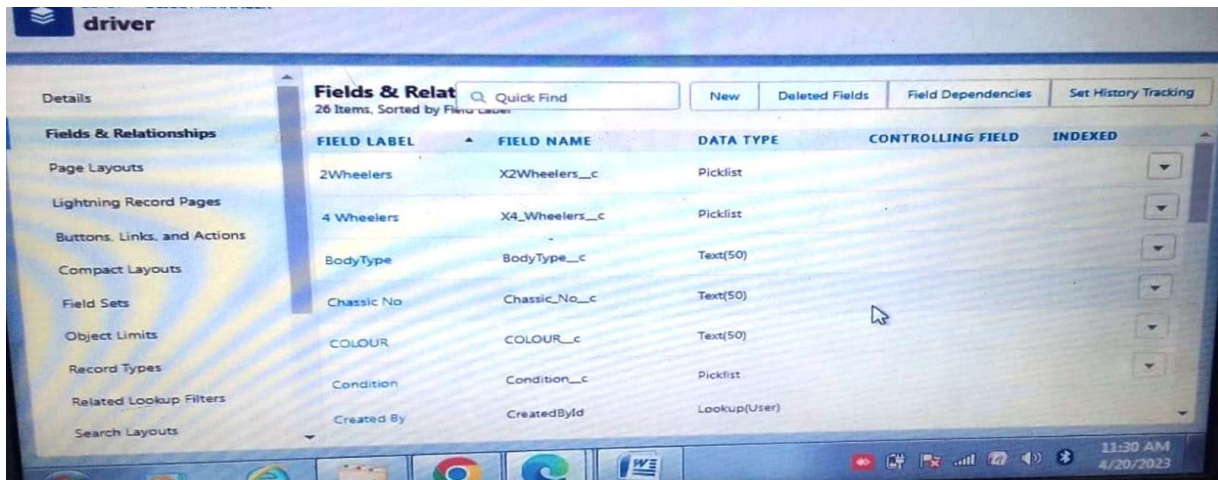 driver
Details
Fields & Relationships
Page Layouts
Lightning Record Pages
Buttons, Links, and Actions
Compact Layouts
Field Sets
Object Limits
Record Types
Related Lookup Filters
Search Layouts
Fields & Relat
26 Items, Sorted by Field Label
Quick Find
New Deleted Fields Field Dependencies Set History Tracking
FIELD LABEL FIELD NAME DATA TYPE CONTROLLING FIELD INDEXED
2Wheelers X2Wheelers__c Picklist
4 Wheelers X4_Wheelers__c Picklist
BodyType BodyType__c Text(50)
Chassic No Chassic_No__c Text(50)
COLOUR COLOUR__c Text(50)
Condition Condition__c Picklist
Created By CreatedById Lookup(User)
11:30 AM
4/20/2023